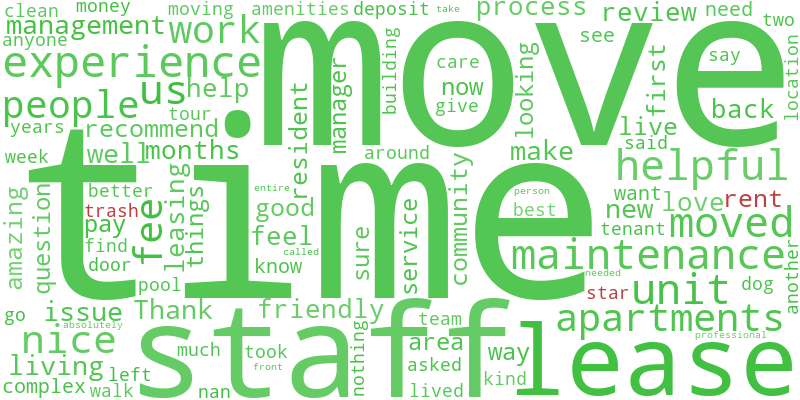 clean
money
moving
amenities
deposit
take
process
review
need
two
management
work
anyone
experience
move
see
say
location
people
us
help
manager
building
care
now
give
looking
first
back
years
tour
recommend
resident
live
said
week
well
months
around
make
helpful
time
amazing
question
better
trash
pay
find
door
fee
leasing
things
entire
good
feel
called
know
sure
service
community
person
best
want
new
love
rent
tenant
moved
maintenance
another
pool
needed
star
unit
dog
go
issue
Thank
friendly
absolutely
nice
staff
team
area
asked
way
apartments
professional
living
left
much
took
front
nothing
lived
kind
lease
complex
walk
nan